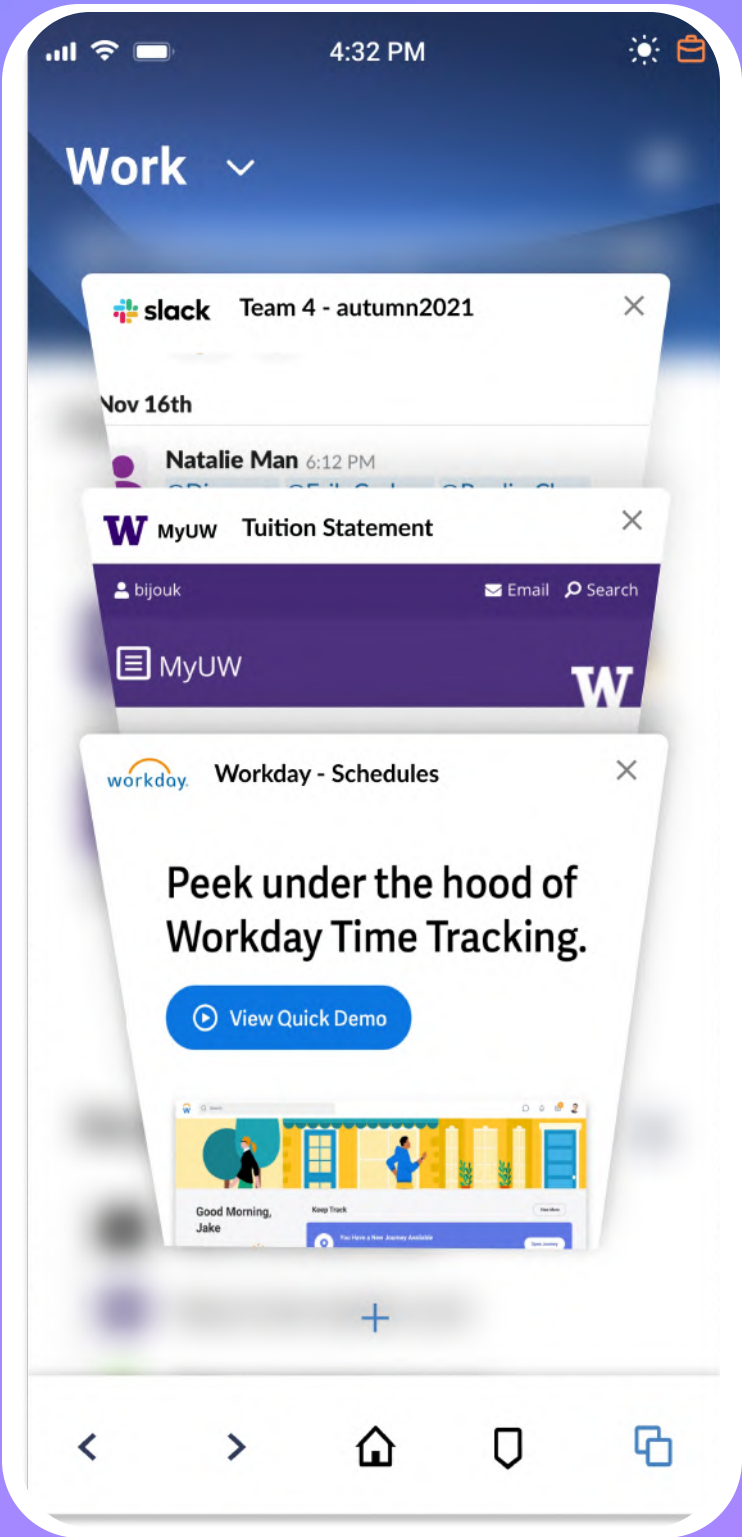 4:32 PM
Work
slack Team 4 - autumn2021
Nov 16th
Natalie Man 6:12 PM
W MyUW Tuition Statement
bijouk Email Search
MyUW
W
workday. Workday - Schedules
Peek under the hood of
Workday Time Tracking.
View Quick Demo
Good Morning,
Jake
Keep Track
You Have a New Journey Available